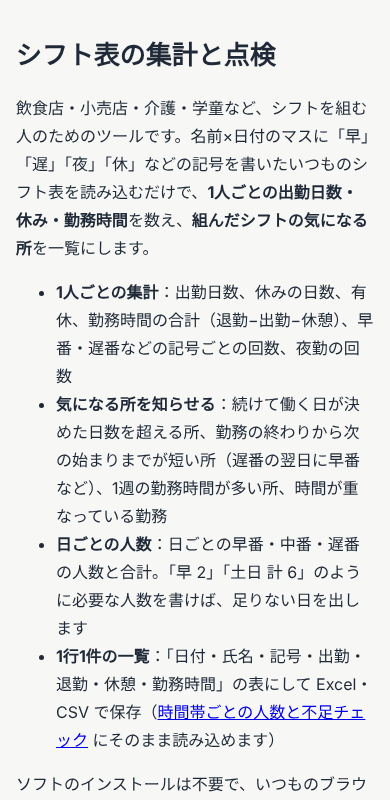 シフト表の集計と点検
飲食店・小売店・介護・学童など、シフトを組む
人のためのツールです。名前×日付のマスに「早」
「遅」「夜」「休」などの記号を書いたいつものシ
フト表を読み込むだけで、1人ごとの出勤日数・
休み・勤務時間を数え、組んだシフトの気になる
所を一覧にします。
1人ごとの集計：出勤日数、休みの日数、有
休、勤務時間の合計（退勤−出勤−休憩）、早
番・遅番などの記号ごとの回数、夜勤の回
数
気になる所を知らせる：続けて働く日が決
めた日数を超える所、勤務の終わりから次
の始まりまでが短い所（遅番の翌日に早番
など）、1週の勤務時間が多い所、時間が重
なっている勤務
日ごとの人数：日ごとの早番・中番・遅番
の人数と合計。「早 2」「土日 計 6」のよう
に必要な人数を書けば、足りない日を出し
ます
1行1件の一覧：「日付・氏名・記号・出勤・
退勤・休憩・勤務時間」の表にして Excel・
CSV で保存（時間帯ごとの人数と不足チェ
ック にそのまま読み込めます）
ソフトのインストールは不要で、いつものブラウ